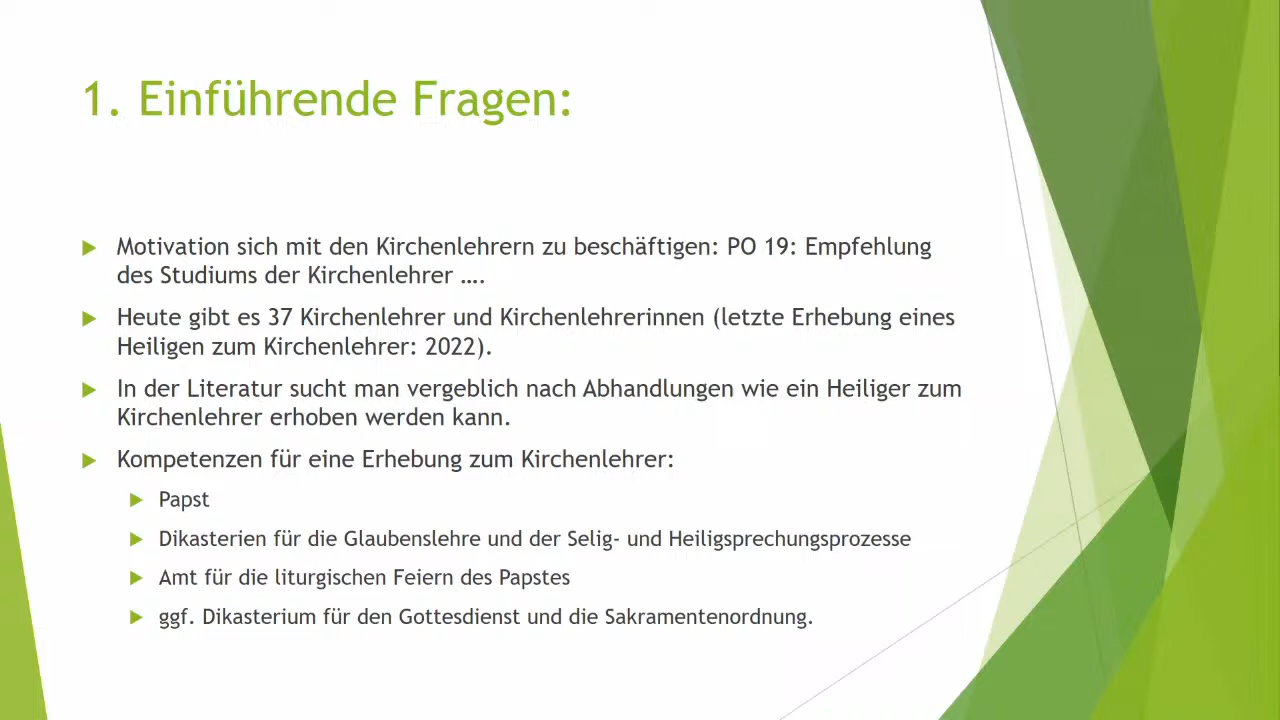 1. Einführende Fragen:
Motivation sich mit den Kirchenlehrern zu beschäftigen: PO 19: Empfehlung
des Studiums der Kirchenlehrer ….
Heute gibt es 37 Kirchenlehrer und Kirchenlehrerinnen (letzte Erhebung eines
Heiligen zum Kirchenlehrer: 2022).
In der Literatur sucht man vergeblich nach Abhandlungen wie ein Heiliger zum
Kirchenlehrer erhoben werden kann.
Kompetenzen für eine Erhebung zum Kirchenlehrer:
Papst
Dikasterien für die Glaubenslehre und der Selig- und Heiligsprechungsprozesse
Amt für die liturgischen Feiern des Papstes
ggf. Dikasterium für den Gottesdienst und die Sakramentenordnung.